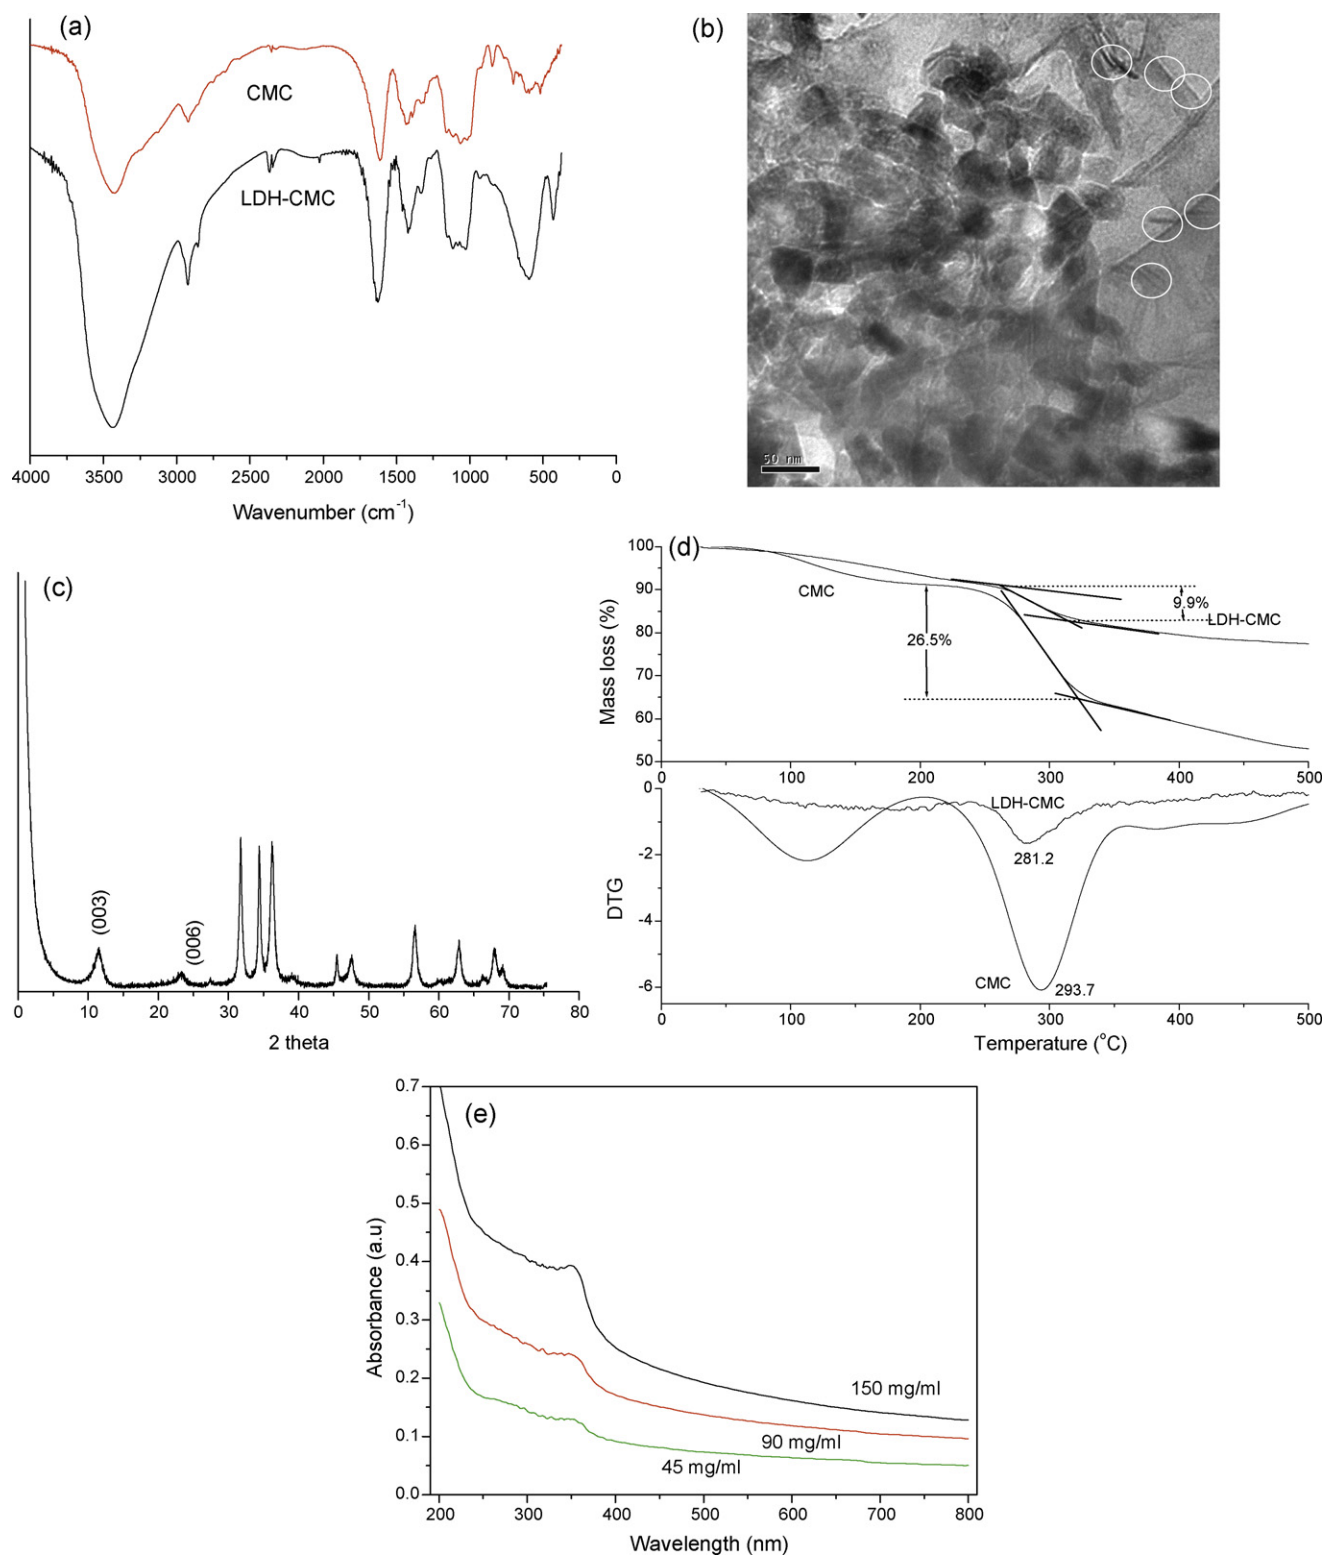 (a)
CMC
LDH-CMC
4000 3500 3000 2500 2000 1500 1000 500 0
Wavenumber (cm⁻¹)
(b)
50 nm
(c)
(003)
(006)
0 10 20 30 40 50 60 70 80
2 theta
(d)
100
90
80
70
60
50
Mass loss (%)
CMC
26.5%
9.9%
LDH-CMC
0 100 200 300 400 500
0
-2
-4
-6
DTG
LDH-CMC
281.2
CMC
293.7
0 100 200 300 400 500
Temperature (°C)
(e)
0.7
0.6
0.5
0.4
0.3
0.2
0.1
0.0
Absorbance (a.u)
150 mg/ml
90 mg/ml
45 mg/ml
200 300 400 500 600 700 800
Wavelength (nm)